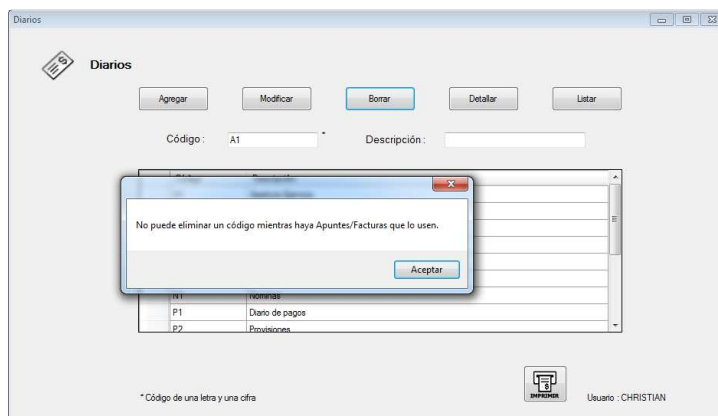 Diarios
Diarios
Agregar Modificar Borrar Detallar Listar
Código : A1 * Descripción :
No puede eliminar un código mientras haya Apuntes/Facturas que lo usen.
Aceptar
N1 Nominas
P1 Diario de pagos
P2 Provisiones
IMPRIMIR
* Código de una letra y una cifra
Usuario : CHRISTIAN